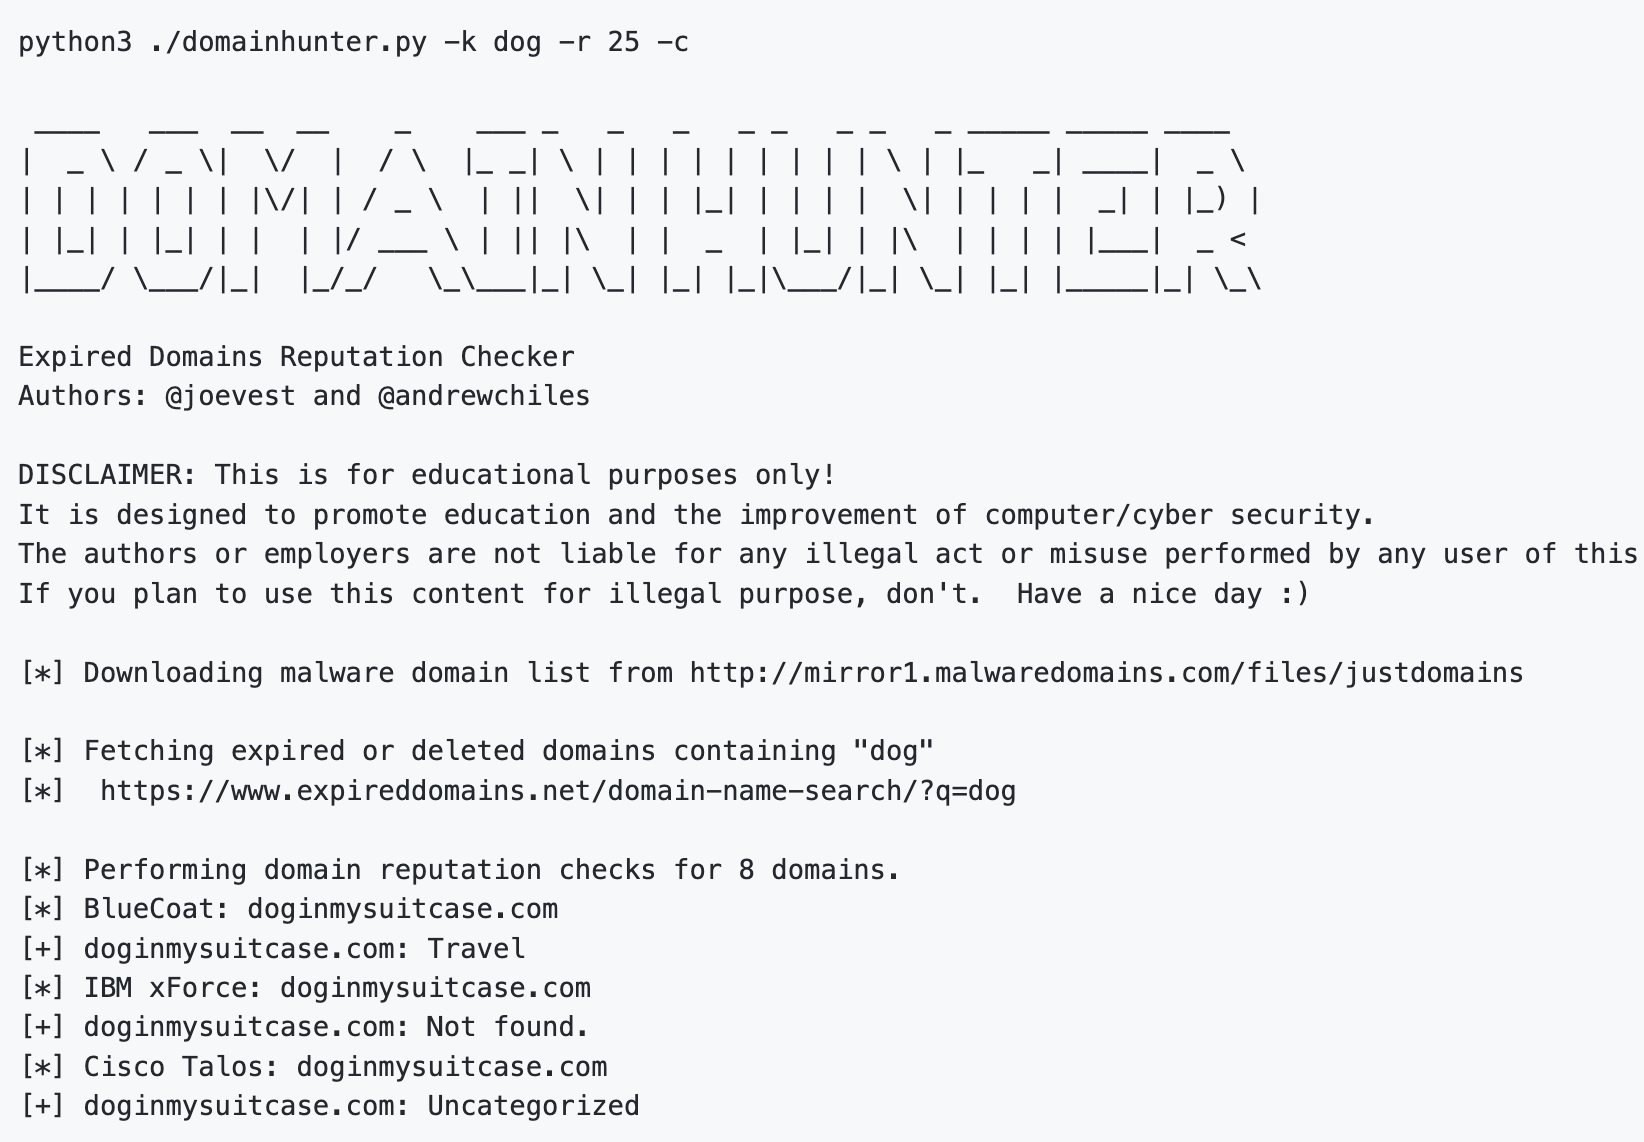 python3 ./domainhunter.py -k dog -r 25 -c
 ____   ___  __  __    _    ___ _   _   _   _ _   _ _   _ _____ _____ ____
|  _ \ / _ \|  \/  |  / \  |_ _| \ | | | | | | | | | \ | |_   _| ____|  _ \
| | | | | | | |\/| | / _ \  | ||  \| | | |_| | | | |  \| | | | |  _| | |_) |
| |_| | |_| | |  | |/ ___ \ | || |\  | |  _  | |_| | |\  | | | | |___|  _ <
|____/ \___/|_|  |_/_/   \_\___|_| \_| |_| |_|\___/|_| \_| |_| |_____|_| \_\
Expired Domains Reputation Checker
Authors: @joevest and @andrewchiles
DISCLAIMER: This is for educational purposes only!
It is designed to promote education and the improvement of computer/cyber security.
The authors or employers are not liable for any illegal act or misuse performed by any user of this
If you plan to use this content for illegal purpose, don't.  Have a nice day :)
[*] Downloading malware domain list from http://mirror1.malwaredomains.com/files/justdomains
[*] Fetching expired or deleted domains containing "dog"
[*]  https://www.expireddomains.net/domain-name-search/?q=dog
[*] Performing domain reputation checks for 8 domains.
[*] BlueCoat: doginmysuitcase.com
[+] doginmysuitcase.com: Travel
[*] IBM xForce: doginmysuitcase.com
[+] doginmysuitcase.com: Not found.
[*] Cisco Talos: doginmysuitcase.com
[+] doginmysuitcase.com: Uncategorized